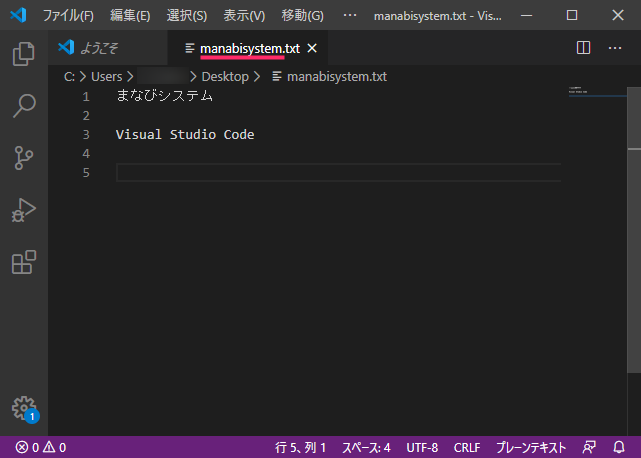 ファイル(F) 編集(E) 選択(S) 表示(V) 移動(G) ··· manabisystem.txt - Vis...
ようこそ manabisystem.txt
C: > Users > > Desktop > manabisystem.txt
1 まなびシステム
2
3 Visual Studio Code
4
5
1
0 0 行 5、列 1 スペース: 4 UTF-8 CRLF プレーンテキスト